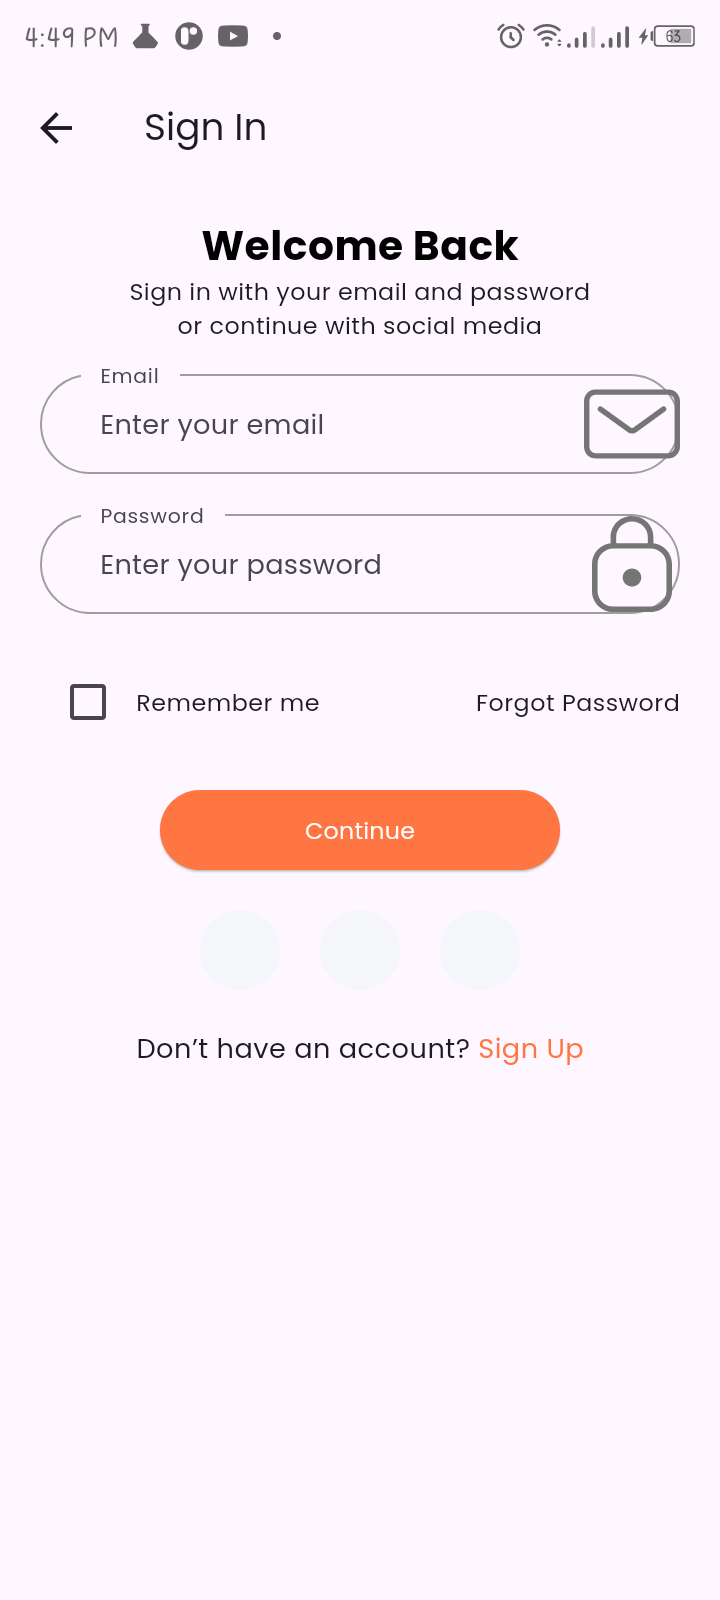 4:49 PM
63
Sign In
Welcome Back
Sign in with your email and password
or continue with social media
Email
Enter your email
Password
Enter your password
Remember me
Forgot Password
Continue
Don’t have an account? Sign Up